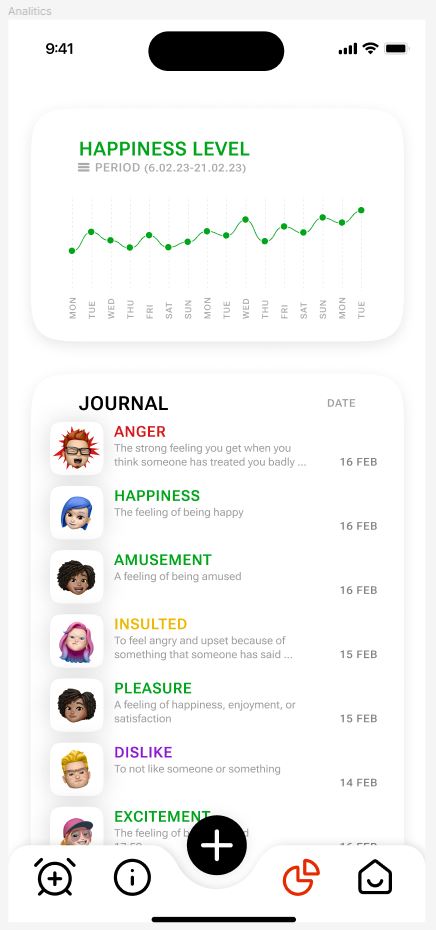 Analitics
9:41
HAPPINESS LEVEL
PERIOD (6.02.23-21.02.23)
MON TUE WED THU FRI SAT SUN MON TUE WED THU FRI SAT SUN MON TUE
JOURNAL DATE
ANGER
The strong feeling you get when you
think someone has treated you badly ... 16 FEB
HAPPINESS
The feeling of being happy
16 FEB
AMUSEMENT
A feeling of being amused
16 FEB
INSULTED
To feel angry and upset because of
something that someone has said ... 15 FEB
PLEASURE
A feeling of happiness, enjoyment, or
satisfaction 15 FEB
DISLIKE
To not like someone or something
14 FEB
EXCITEMENT
The feeling of